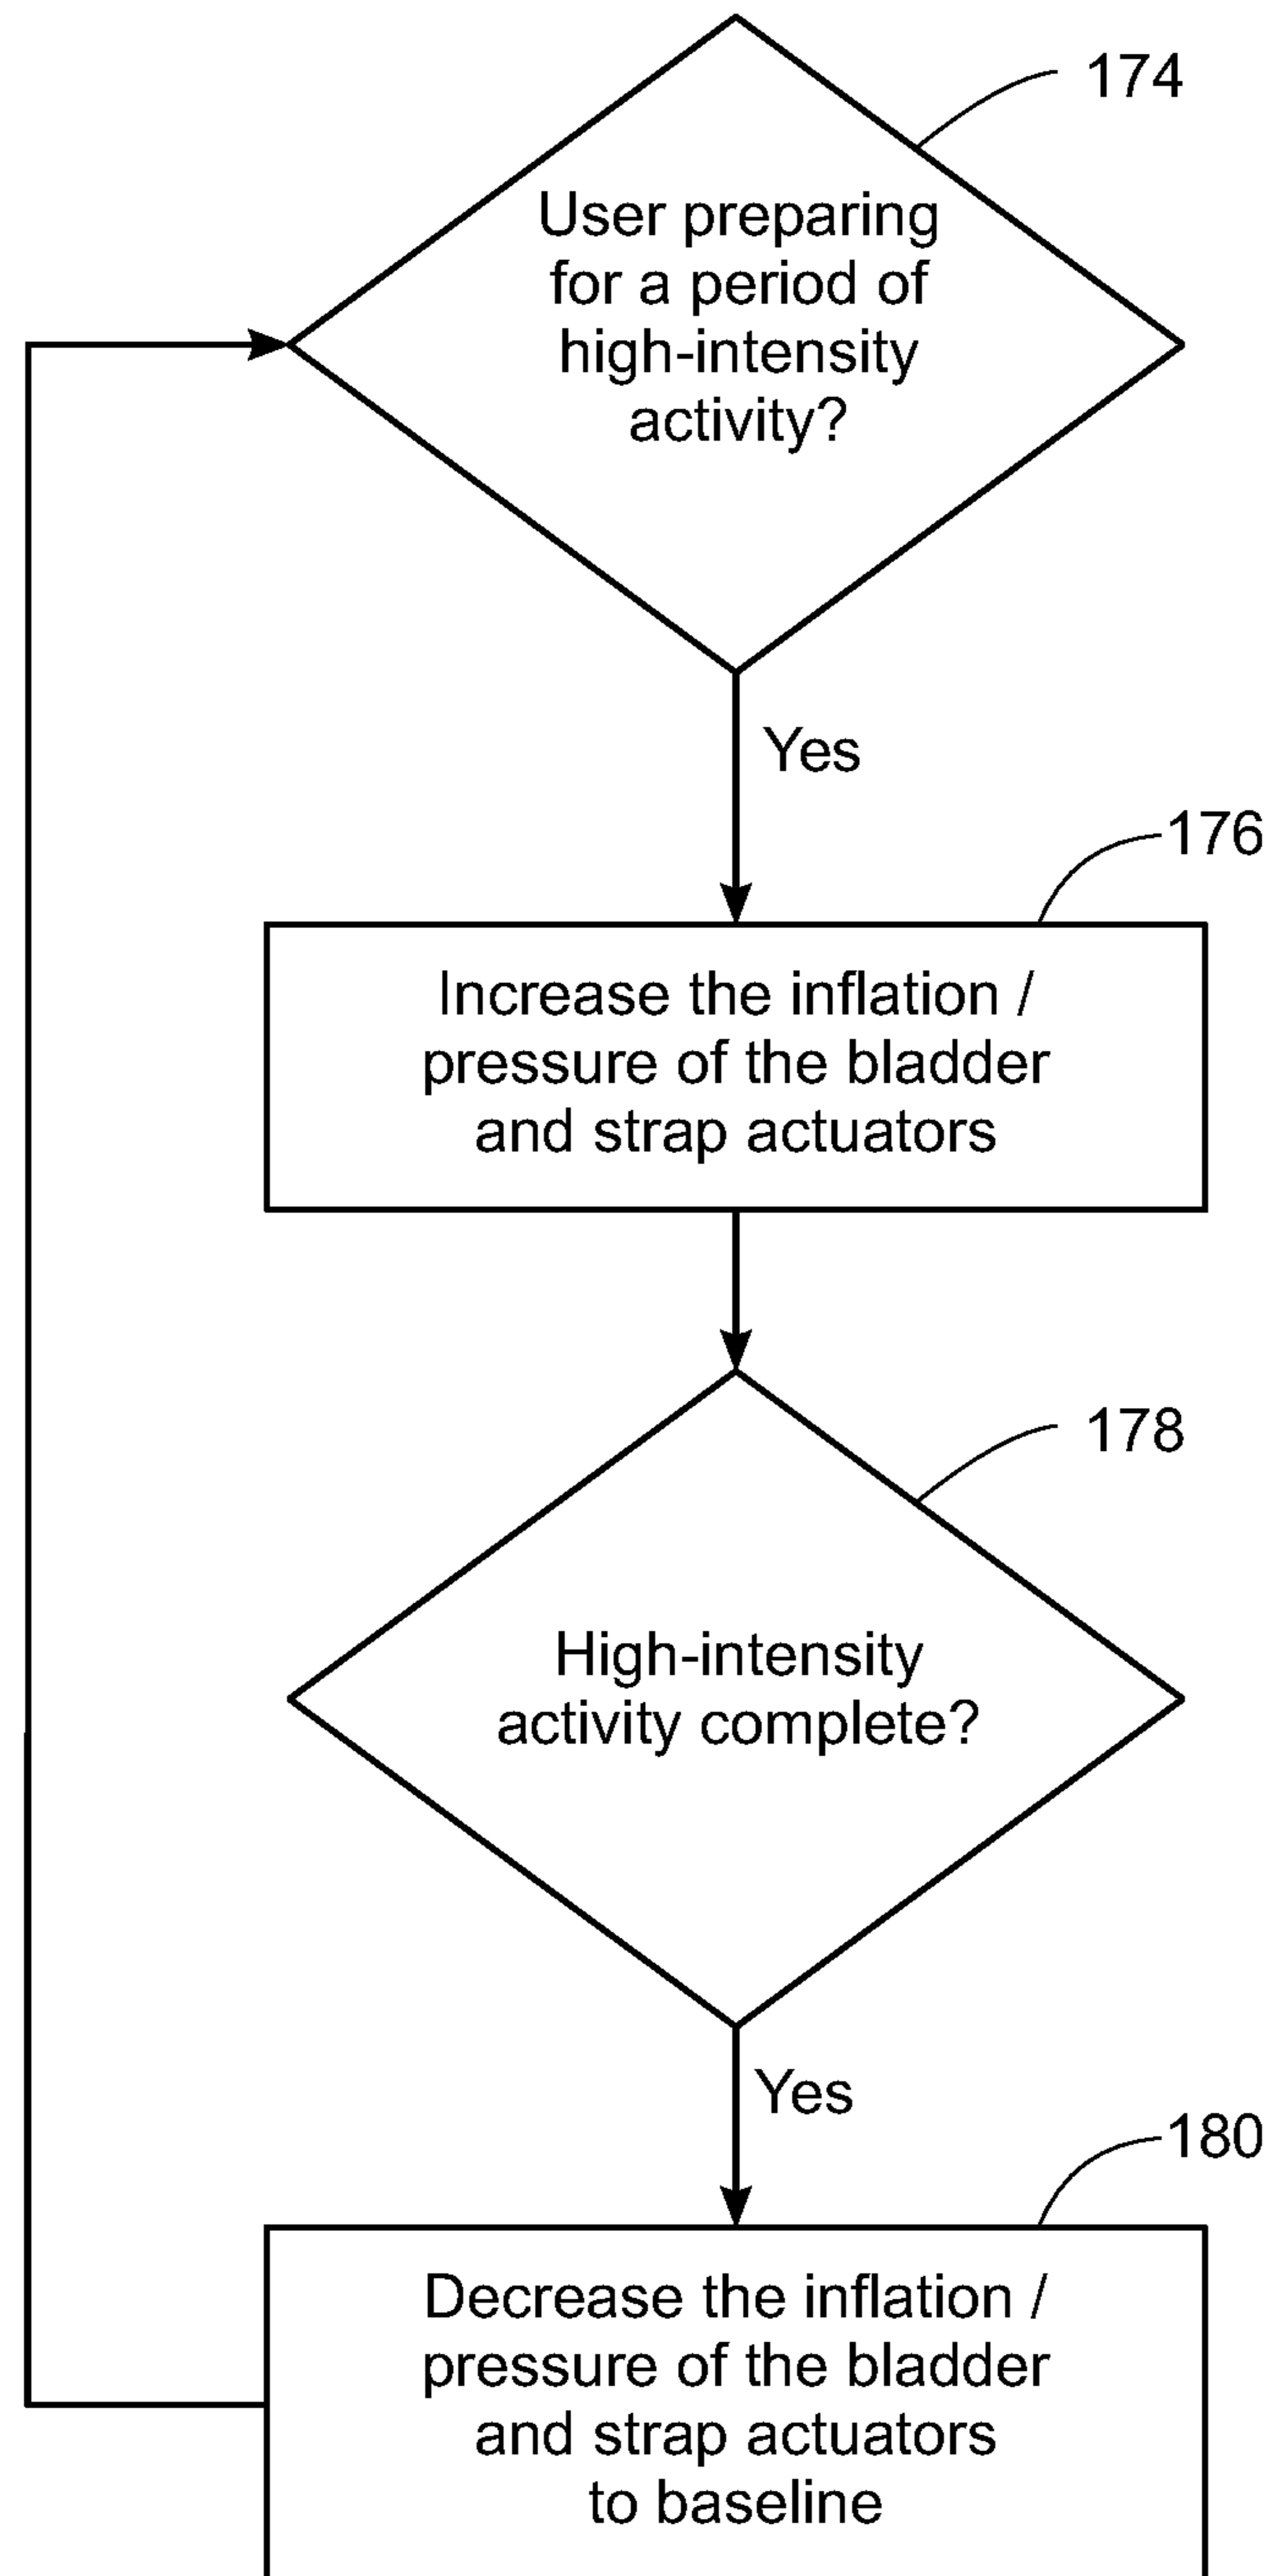 174
User preparing
for a period of
high-intensity
activity?
Yes
176
Increase the inflation /
pressure of the bladder
and strap actuators
178
High-intensity
activity complete?
Yes
180
Decrease the inflation /
pressure of the bladder
and strap actuators
to baseline